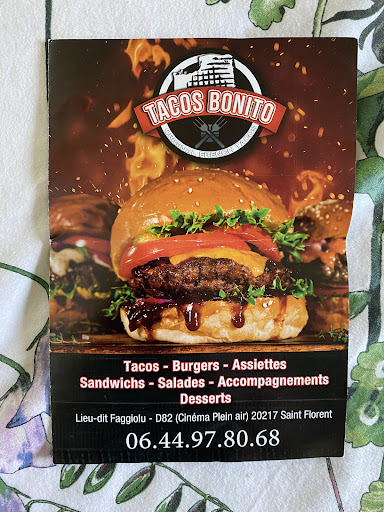 TACOS BONITO
Tacos - Burgers - Assiettes
Sandwichs - Salades - Accompagnements
Desserts
Lieu-dit Faggiolu - D82 (Cinéma Plein air) 20217 Saint Florent
06.44.97.80.68